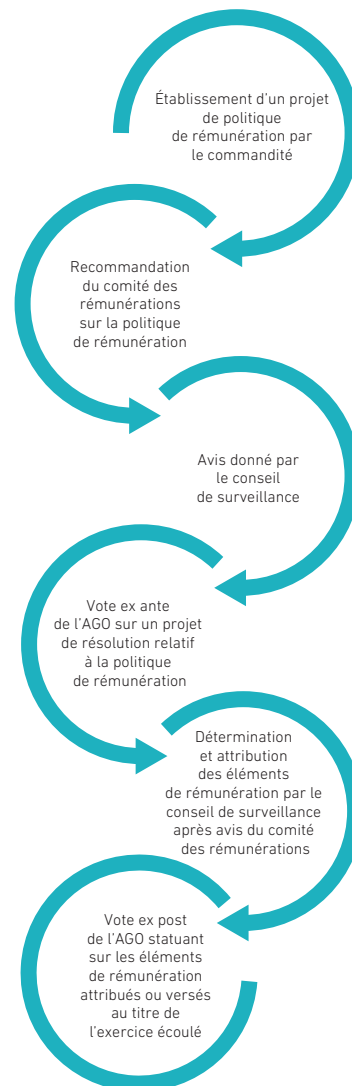 Établissement d’un projet
de politique
de rémunération par
le commandité
Recommandation
du comité des
rémunérations
sur la politique
de rémunération
Avis donné par
le conseil
de surveillance
Vote ex ante
de l’AGO sur un projet
de résolution relatif
à la politique
de rémunération
Détermination
et attribution
des éléments
de rémunération par le
conseil de surveillance
après avis du comité
des rémunérations
Vote ex post
de l’AGO statuant
sur les éléments
de rémunération
attribués ou versés
au titre de
l’exercice écoulé